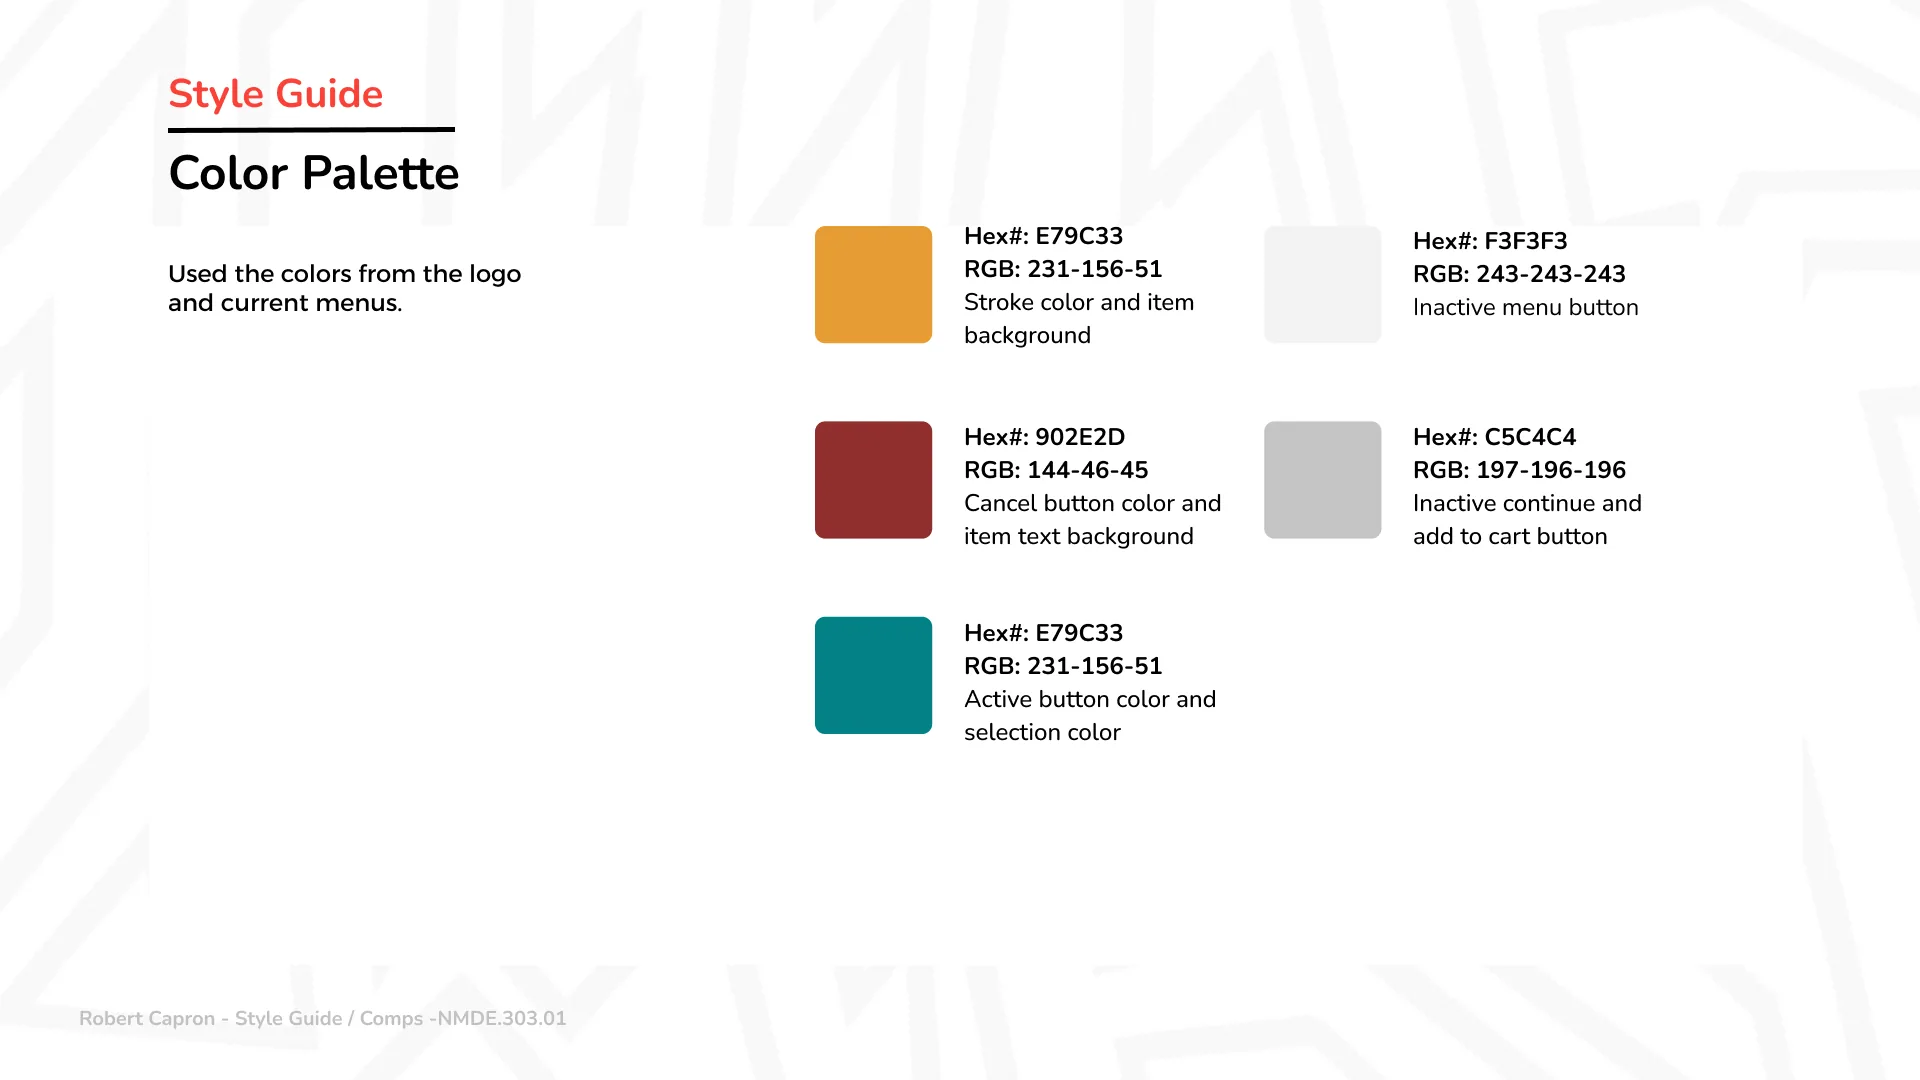 Style Guide
Color Palette
Used the colors from the logo
and current menus.
Hex#: E79C33
RGB: 231-156-51
Stroke color and item
background
Hex#: F3F3F3
RGB: 243-243-243
Inactive menu button
Hex#: 902E2D
RGB: 144-46-45
Cancel button color and
item text background
Hex#: C5C4C4
RGB: 197-196-196
Inactive continue and
add to cart button
Hex#: E79C33
RGB: 231-156-51
Active button color and
selection color
Robert Capron - Style Guide / Comps -NMDE.303.01